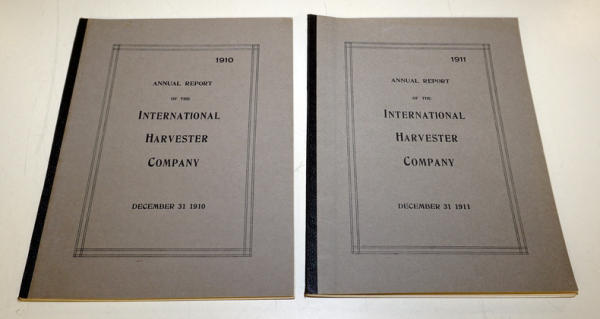 1910
ANNUAL REPORT
OF THE
INTERNATIONAL
HARVESTER
COMPANY
DECEMBER 31 1910
1911
ANNUAL REPORT
OF THE
INTERNATIONAL
HARVESTER
COMPANY
DECEMBER 31 1911